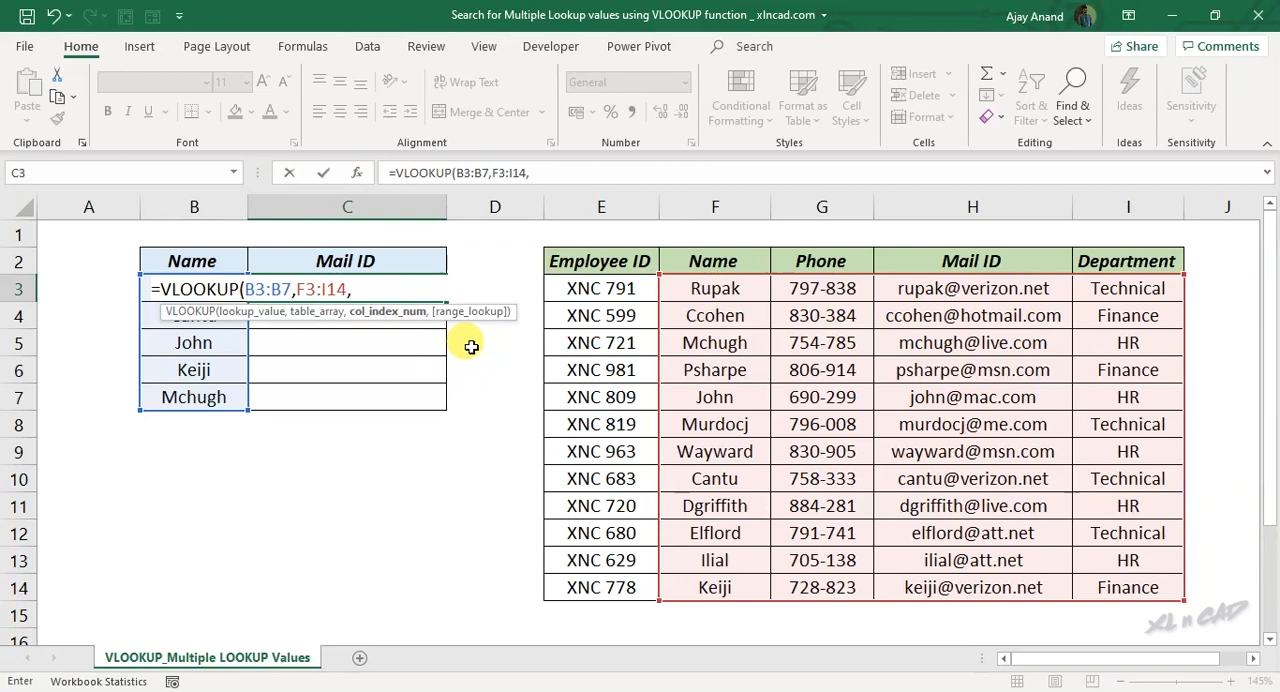 Search for Multiple Lookup values using VLOOKUP function _ xlncad.com
Ajay Anand
File Home Insert Page Layout Formulas Data Review View Developer Power Pivot Search Share Comments
Paste
11
B I U
Wrap Text
Merge & Center
General
Conditional Formatting
Format as Table
Cell Styles
Insert
Delete
Format
Sort & Filter
Find & Select
Ideas
Sensitivity
Clipboard Font Alignment Number Styles Cells Editing Ideas Sensitivity
C3 =VLOOKUP(B3:B7,F3:I14,
A B C D E F G H I J
1
2 Name Mail ID Employee ID Name Phone Mail ID Department
3 =VLOOKUP(B3:B7,F3:I14, XNC 791 Rupak 797-838 rupak@verizon.net Technical
VLOOKUP(lookup_value, table_array, col_index_num, [range_lookup])
4 XNC 599 Ccohen 830-384 ccohen@hotmail.com Finance
5 John XNC 721 Mchugh 754-785 mchugh@live.com HR
6 Keiji XNC 981 Psharpe 806-914 psharpe@msn.com Finance
7 Mchugh XNC 809 John 690-299 john@mac.com HR
8 XNC 819 Murdocj 796-008 murdocj@me.com Technical
9 XNC 963 Wayward 830-905 wayward@msn.com HR
10 XNC 683 Cantu 758-333 cantu@verizon.net Technical
11 XNC 720 Dgriffith 884-281 dgriffith@live.com HR
12 XNC 680 Elflord 791-741 elflord@att.net Technical
13 XNC 629 Ilial 705-138 ilial@att.net HR
14 XNC 778 Keiji 728-823 keiji@verizon.net Finance
15
16
XL n CAD
VLOOKUP_Multiple LOOKUP Values
Enter Workbook Statistics 145%